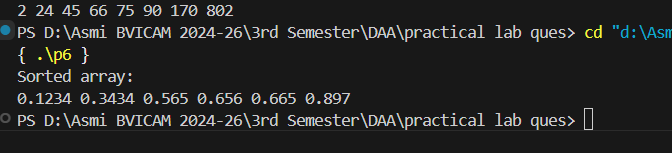 2 24 45 66 75 90 170 802
PS D:\Asmi BVICAM 2024-26\3rd Semester\DAA\practical lab ques> cd "d:\Asm
{ .\p6 }
Sorted array:
0.1234 0.3434 0.565 0.656 0.665 0.897
PS D:\Asmi BVICAM 2024-26\3rd Semester\DAA\practical lab ques>